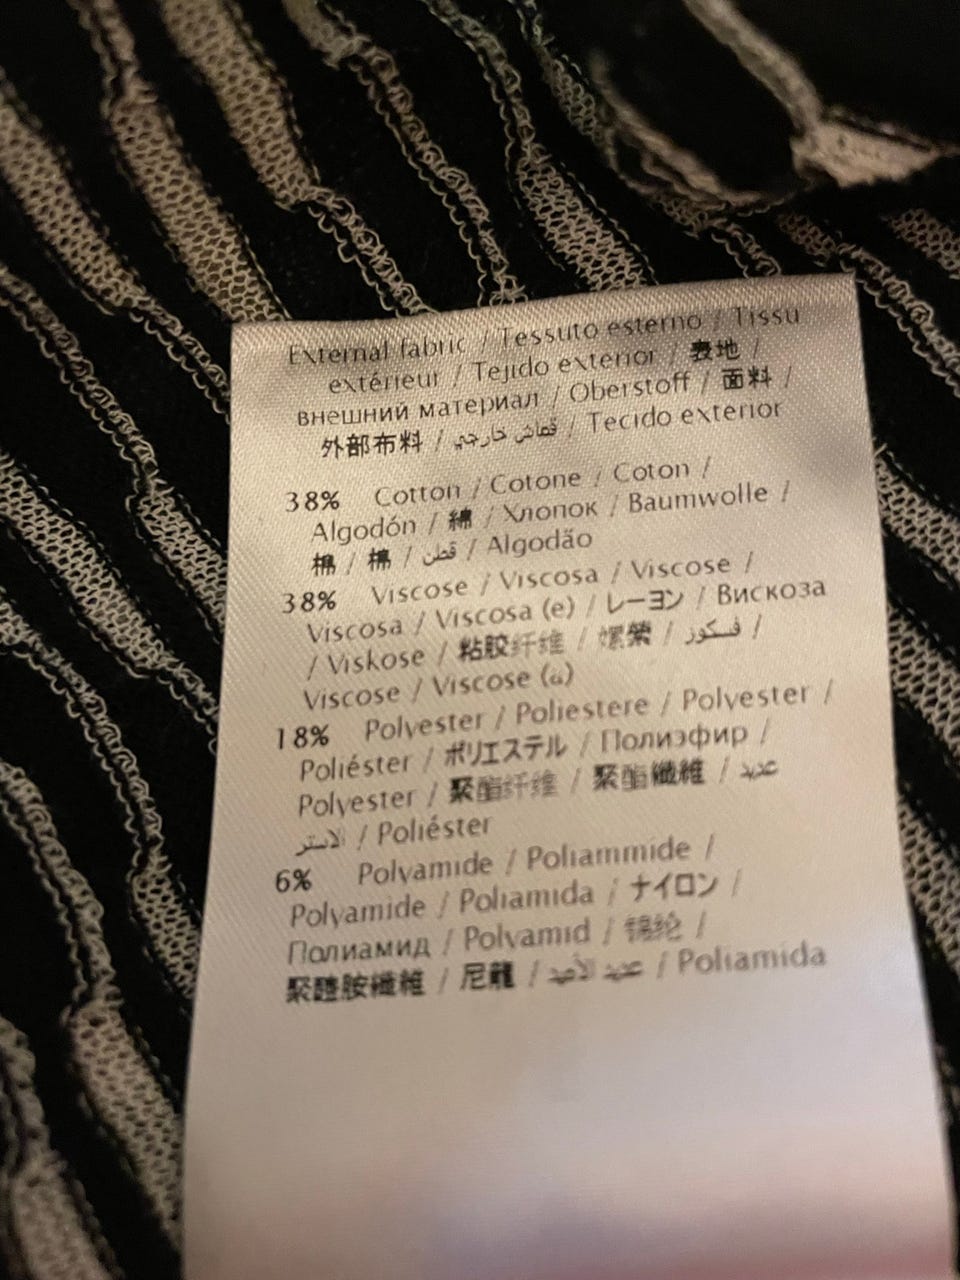 External fabric / Tessuto esterno / Tissu
extérieur / Tejido exterior / 表地 /
внешний материал / Oberstoff / 面料 /
外部布料 / قماش خارجي / Tecido exterior
38% Cotton / Cotone / Coton /
Algodón / 綿 / Хлопок / Baumwolle /
棉 / 棉 / قطن / Algodão
38% Viscose / Viscosa / Viscose /
Viscosa / Viscosa (e) / レーヨン / Вискоза
/ Viskose / 粘胶纤维 / 嫘縈 / فسكوز /
Viscose / Viscose (a)
18% Polyester / Poliestere / Polyester /
Poliéster / ポリエステル / Полиэфир /
Polyester / 聚酯纤维 / 聚酯纖維 / عديد
الاستر / Poliéster
6% Polyamide / Poliammide /
Polyamide / Poliamida / ナイロン /
Полиамид / Polyamid / 锦纶 /
聚醯胺纖維 / 尼龍 / عديد الأميد / Poliamida